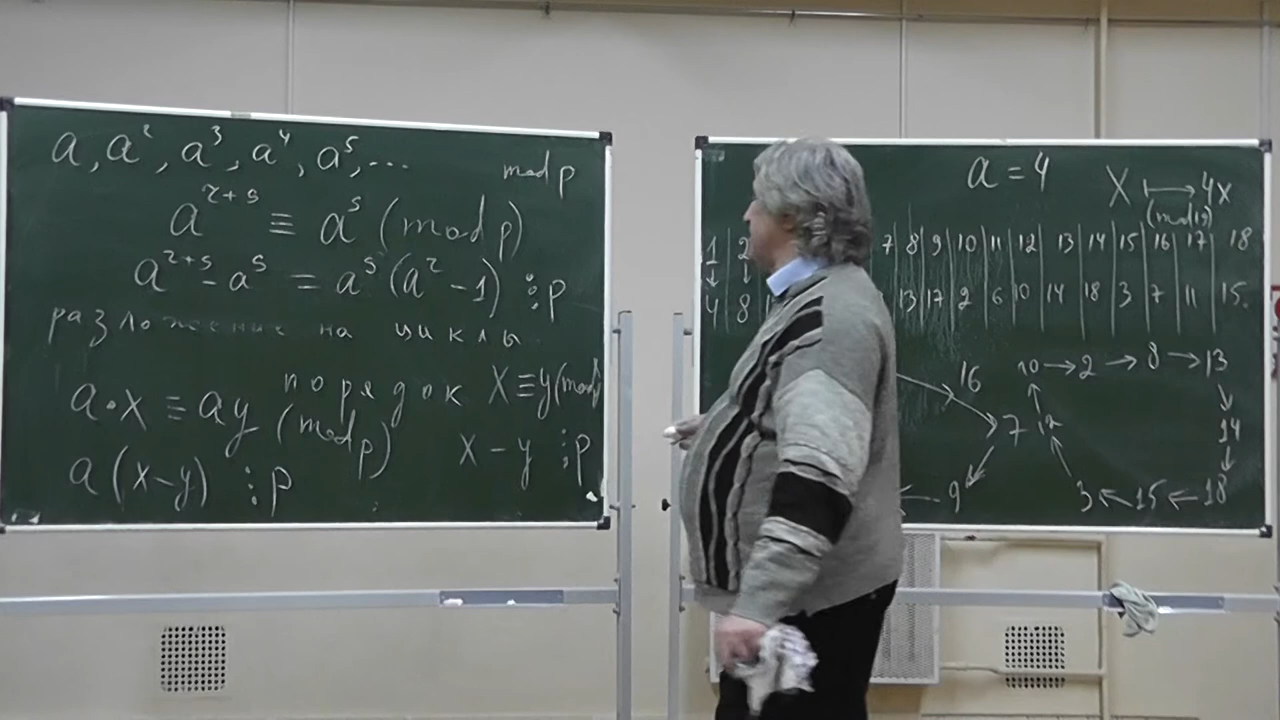 a, a², a³, a⁴, a⁵, ...
mod p
a^{r+s} ≡ a^s (mod p)
a^{r+s} - a^s = a^s (a^r - 1) ⋮ p
разложение на циклы
порядок
a·x ≡ ay (mod p)
x ≡ y (mod
a(x-y) ⋮ p
x - y ⋮ p
a = 4
X ↦ 4x
(mod 19)
1 2 7 8 9 10 11 12 13 14 15 16 17 18
↓ ↓
4 8 13 17 2 6 10 14 18 3 7 11 15
→ 16 → 7 → 9 ←
3 → 12 → 10 → 2 → 8 → 13 → 14 → 18 → 15 → 3